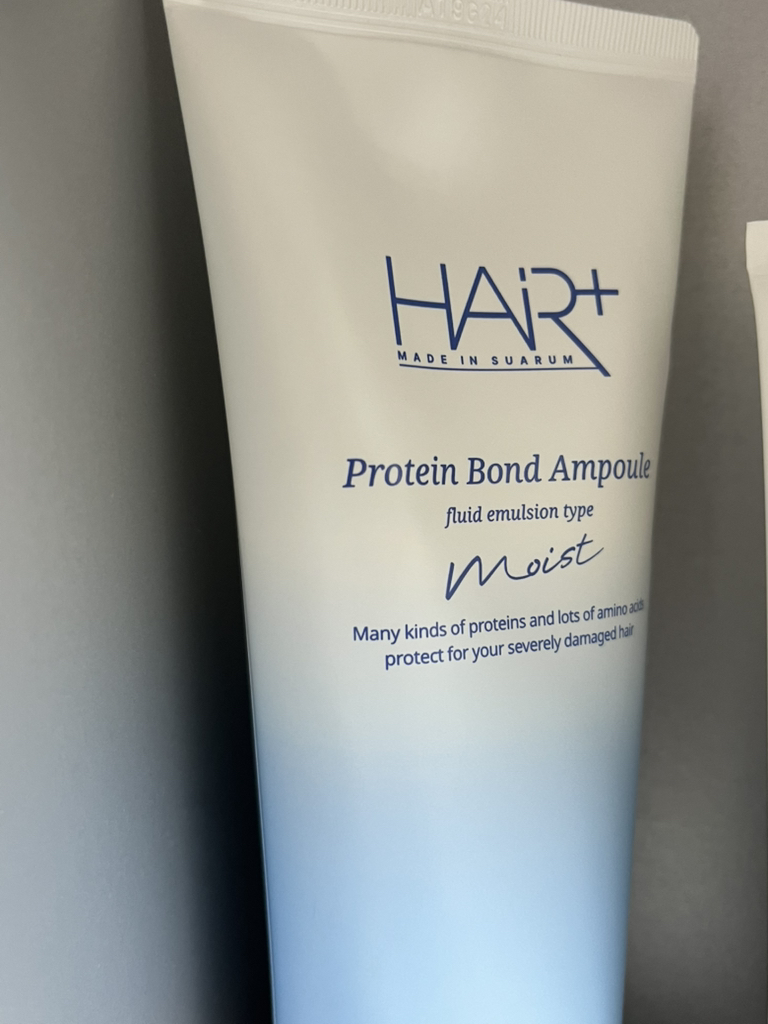 HAiR+
MADE IN SUARUM
Protein Bond Ampoule
fluid emulsion type
Moist
Many kinds of proteins and lots of amino acids
protect for your severely damaged hair